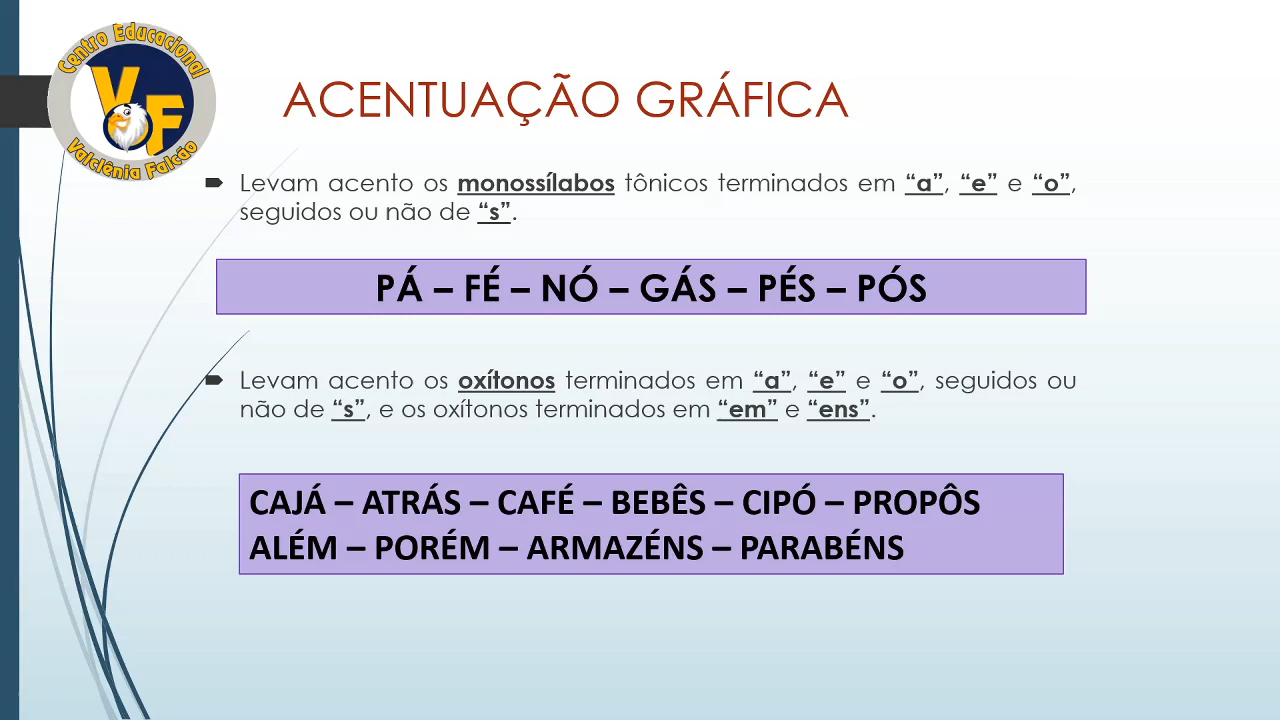 Centro Educacional
VF
Valclênia Falcão
ACENTUAÇÃO GRÁFICA
Levam acento os monossílabos tônicos terminados em “a”, “e” e “o”,
seguidos ou não de “s”.
PÁ – FÉ – NÓ – GÁS – PÉS – PÓS
Levam acento os oxítonos terminados em “a”, “e” e “o”, seguidos ou
não de “s”, e os oxítonos terminados em “em” e “ens”.
CAJÁ – ATRÁS – CAFÉ – BEBÊS – CIPÓ – PROPÔS
ALÉM – PORÉM – ARMAZÉNS – PARABÉNS